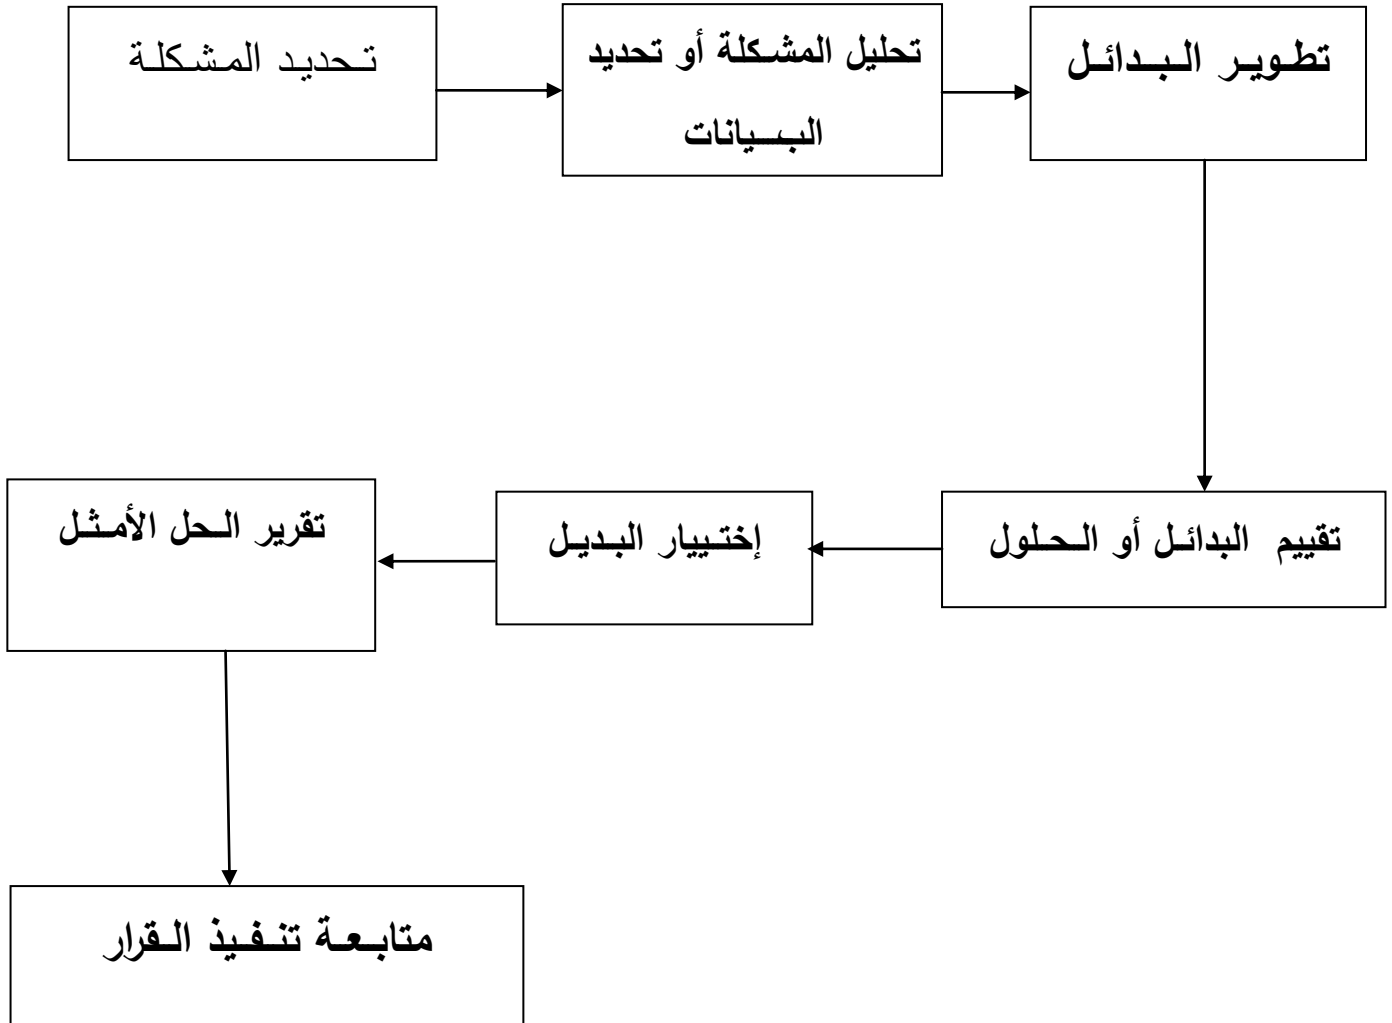 تحديد المشكلة
تحليل المشكلة أو تحديد
البيانات
تطوير البدائل
تقييم البدائل أو الحلول
إختييار البديل
تقرير الحل الأمثل
متابعة تنفيذ القرار